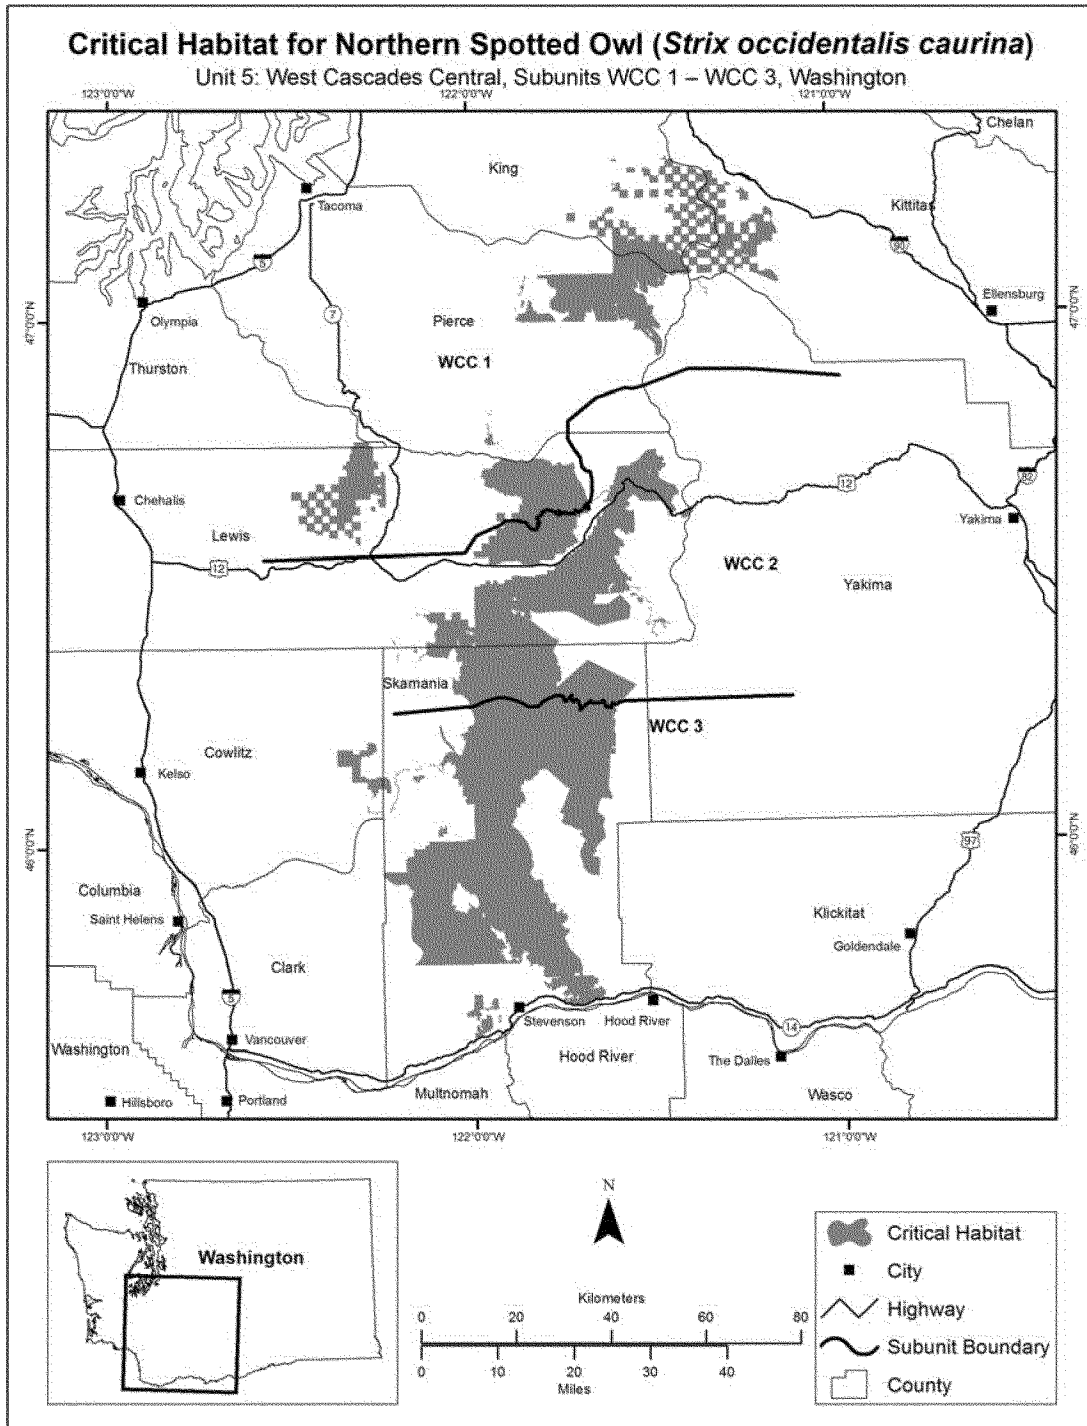 Critical Habitat for Northern Spotted Owl (Strix occidentalis caurina)
Unit 5: West Cascades Central, Subunits WCC 1 – WCC 3, Washington
123°0'0"W
122°0'0"W
121°0'0"W
Chelan
King
Tacoma
Kittitas
90
5
Ellensburg
47°0'0"N
Olympia
7
Pierce
47°0'0"N
Thurston
WCC 1
Chehalis
12
82
Yakima
Lewis
12
WCC 2
Yakima
Skamania
WCC 3
Cowlitz
Kelso
46°0'0"N
97
46°0'0"N
Columbia
Saint Helens
Klickitat
Goldendale
Clark
5
Stevenson
Hood River
14
Vancouver
Washington
Hood River
The Dalles
Multnomah
Wasco
Hillsboro
Portland
123°0'0"W
122°0'0"W
121°0'0"W
Washington
N
Kilometers
0 20 40 60 80
0 10 20 30 40
Miles
Critical Habitat
City
Highway
Subunit Boundary
County